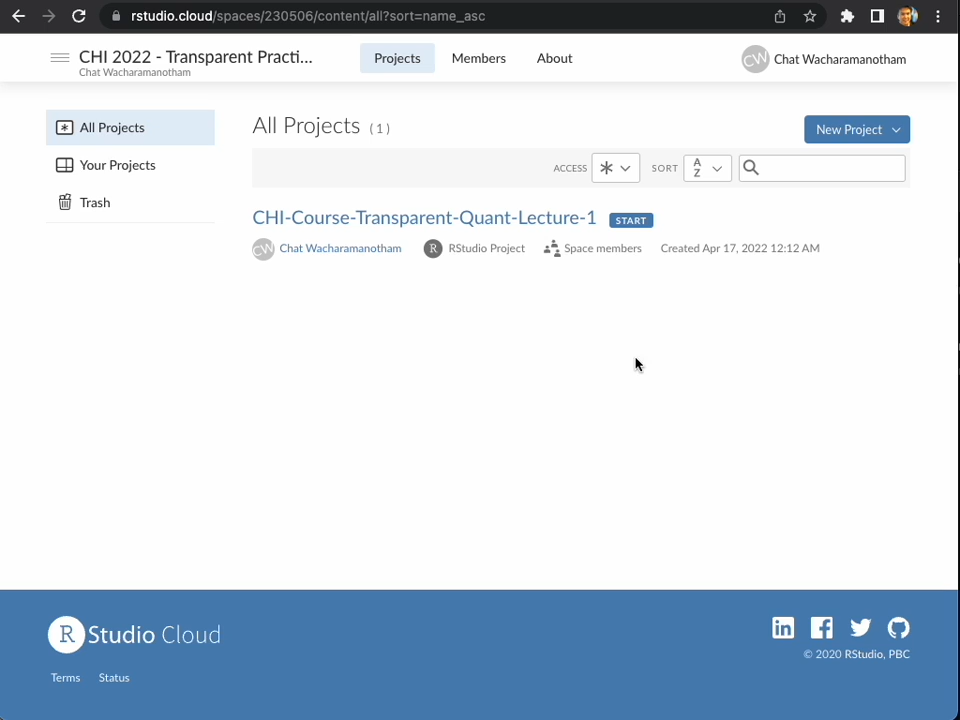 rstudio.cloud/spaces/230506/content/all?sort=name_asc
CHI 2022 - Transparent Practi...
Chat Wacharamanotham
Projects
Members
About
CW
Chat Wacharamanotham
All Projects
Your Projects
Trash
All Projects (1)
New Project
ACCESS
SORT
A
Z
CHI-Course-Transparent-Quant-Lecture-1 START
CW Chat Wacharamanotham R RStudio Project Space members Created Apr 17, 2022 12:12 AM
R Studio Cloud
© 2020 RStudio, PBC
Terms Status